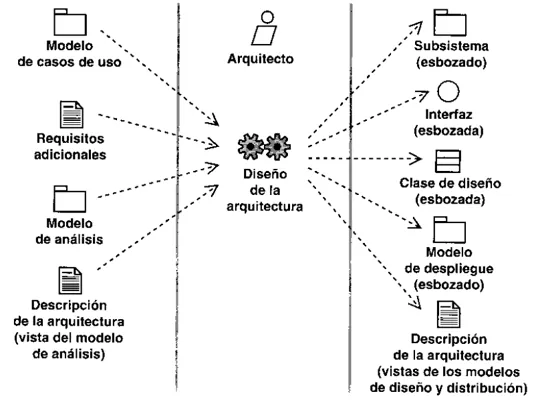 Modelo
de casos de uso
Requisitos
adicionales
Modelo
de análisis
Descripción
de la arquitectura
(vista del modelo
de análisis)
Arquitecto
Diseño
de la
arquitectura
Subsistema
(esbozado)
Interfaz
(esbozada)
Clase de diseño
(esbozada)
Modelo
de despliegue
(esbozado)
Descripción
de la arquitectura
(vistas de los modelos
de diseño y distribución)